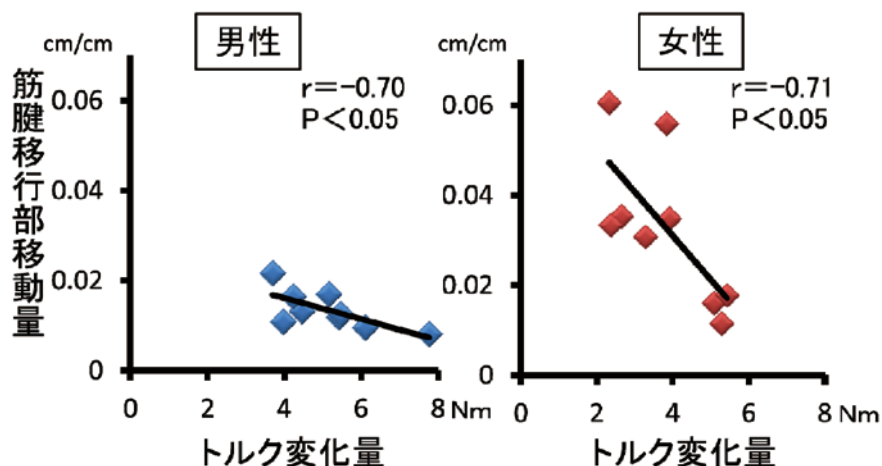 cm/cm
男性
r=-0.70
P<0.05
筋腱移行部移動量
0.06
0.04
0.02
0
0 2 4 6 8 Nm
トルク変化量
cm/cm
女性
r=-0.71
P<0.05
0.06
0.04
0.02
0
0 2 4 6 8 Nm
トルク変化量